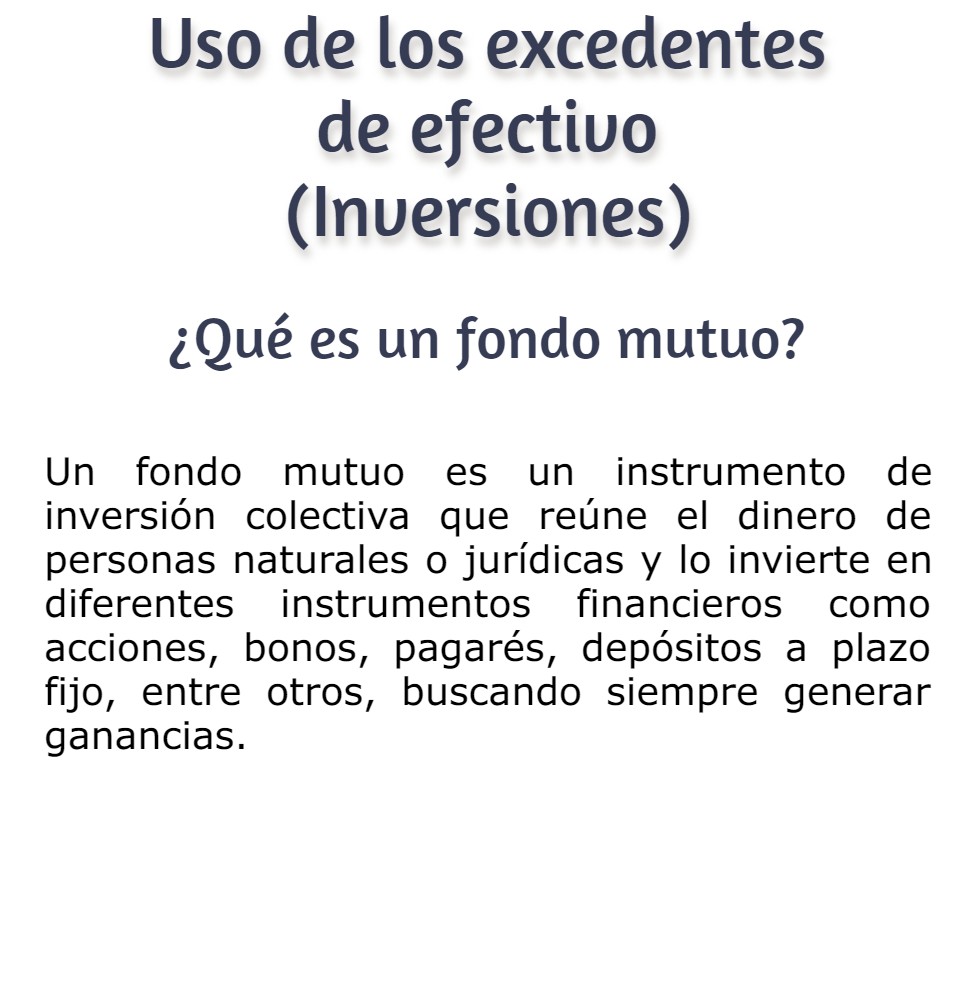 Uso de los excedentes
de efectivo
(Inversiones)
¿Qué es un fondo mutuo?
Un fondo mutuo es un instrumento de
inversión colectiva que reúne el dinero de
personas naturales o jurídicas y lo invierte en
diferentes instrumentos financieros como
acciones, bonos, pagarés, depósitos a plazo
fijo, entre otros, buscando siempre generar
ganancias.